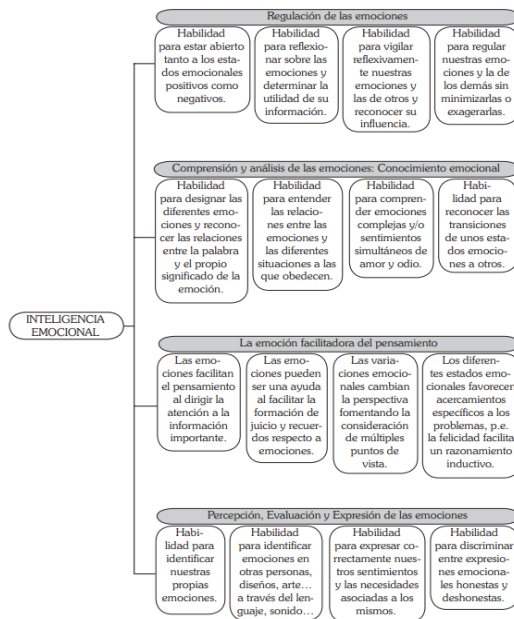 Regulación de las emociones
Habilidad
para estar abierto
tanto a los esta-
dos emocionales
positivos como
negativos.
Habilidad
para reflexio-
nar sobre las
emociones y
determinar la
utilidad de su
información.
Habilidad
para vigilar
reflexivamente
nuestras
emociones y
las de otros y
reconocer su
influencia.
Habilidad
para regular
nuestras emo-
ciones y la de
los demás sin
minimizarlas o
exagerarlas.
Comprensión y análisis de las emociones: Conocimiento emocional
Habilidad
para designar las
diferentes emo-
ciones y recono-
cer las relaciones
entre la palabra
y el propio
significado de la
emoción.
Habilidad
para entender
las relacio-
nes entre las
emociones y
las diferentes
situaciones a las
que obedecen.
Habilidad
para compren-
der emociones
complejas y/o
sentimientos
simultáneos de
amor y odio.
Habi-
lidad para
reconocer las
transiciones
de unos esta-
dos emocio-
nales a otros.
INTELIGENCIA
EMOCIONAL
La emoción facilitadora del pensamiento
Las emo-
ciones facilitan
el pensamiento
al dirigir la
atención a la
información
importante.
Las emo-
ciones pueden
ser una ayuda
al facilitar la
formación de
juicio y recuer-
dos respecto a
emociones.
Las varia-
ciones emocio-
nales cambian
la perspectiva
fomentando la
consideración
de múltiples
puntos de
vista.
Los diferen-
tes estados emo-
cionales favorecen
acercamientos
específicos a los
problemas, p.e.
la felicidad facilita
un razonamiento
inductivo.
Percepción, Evaluación y Expresión de las emociones
Habi-
lidad para
identificar
nuestras
propias
emociones.
Habilidad
para identificar
emociones en
otras personas,
diseños, arte…
a través del len-
guaje, sonido…
Habilidad
para expresar co-
rrectamente nues-
tros sentimientos
y las necesidades
asociadas a los
mismos.
Habilidad
para discriminar
entre expresio-
nes emociona-
les honestas y
deshonestas.